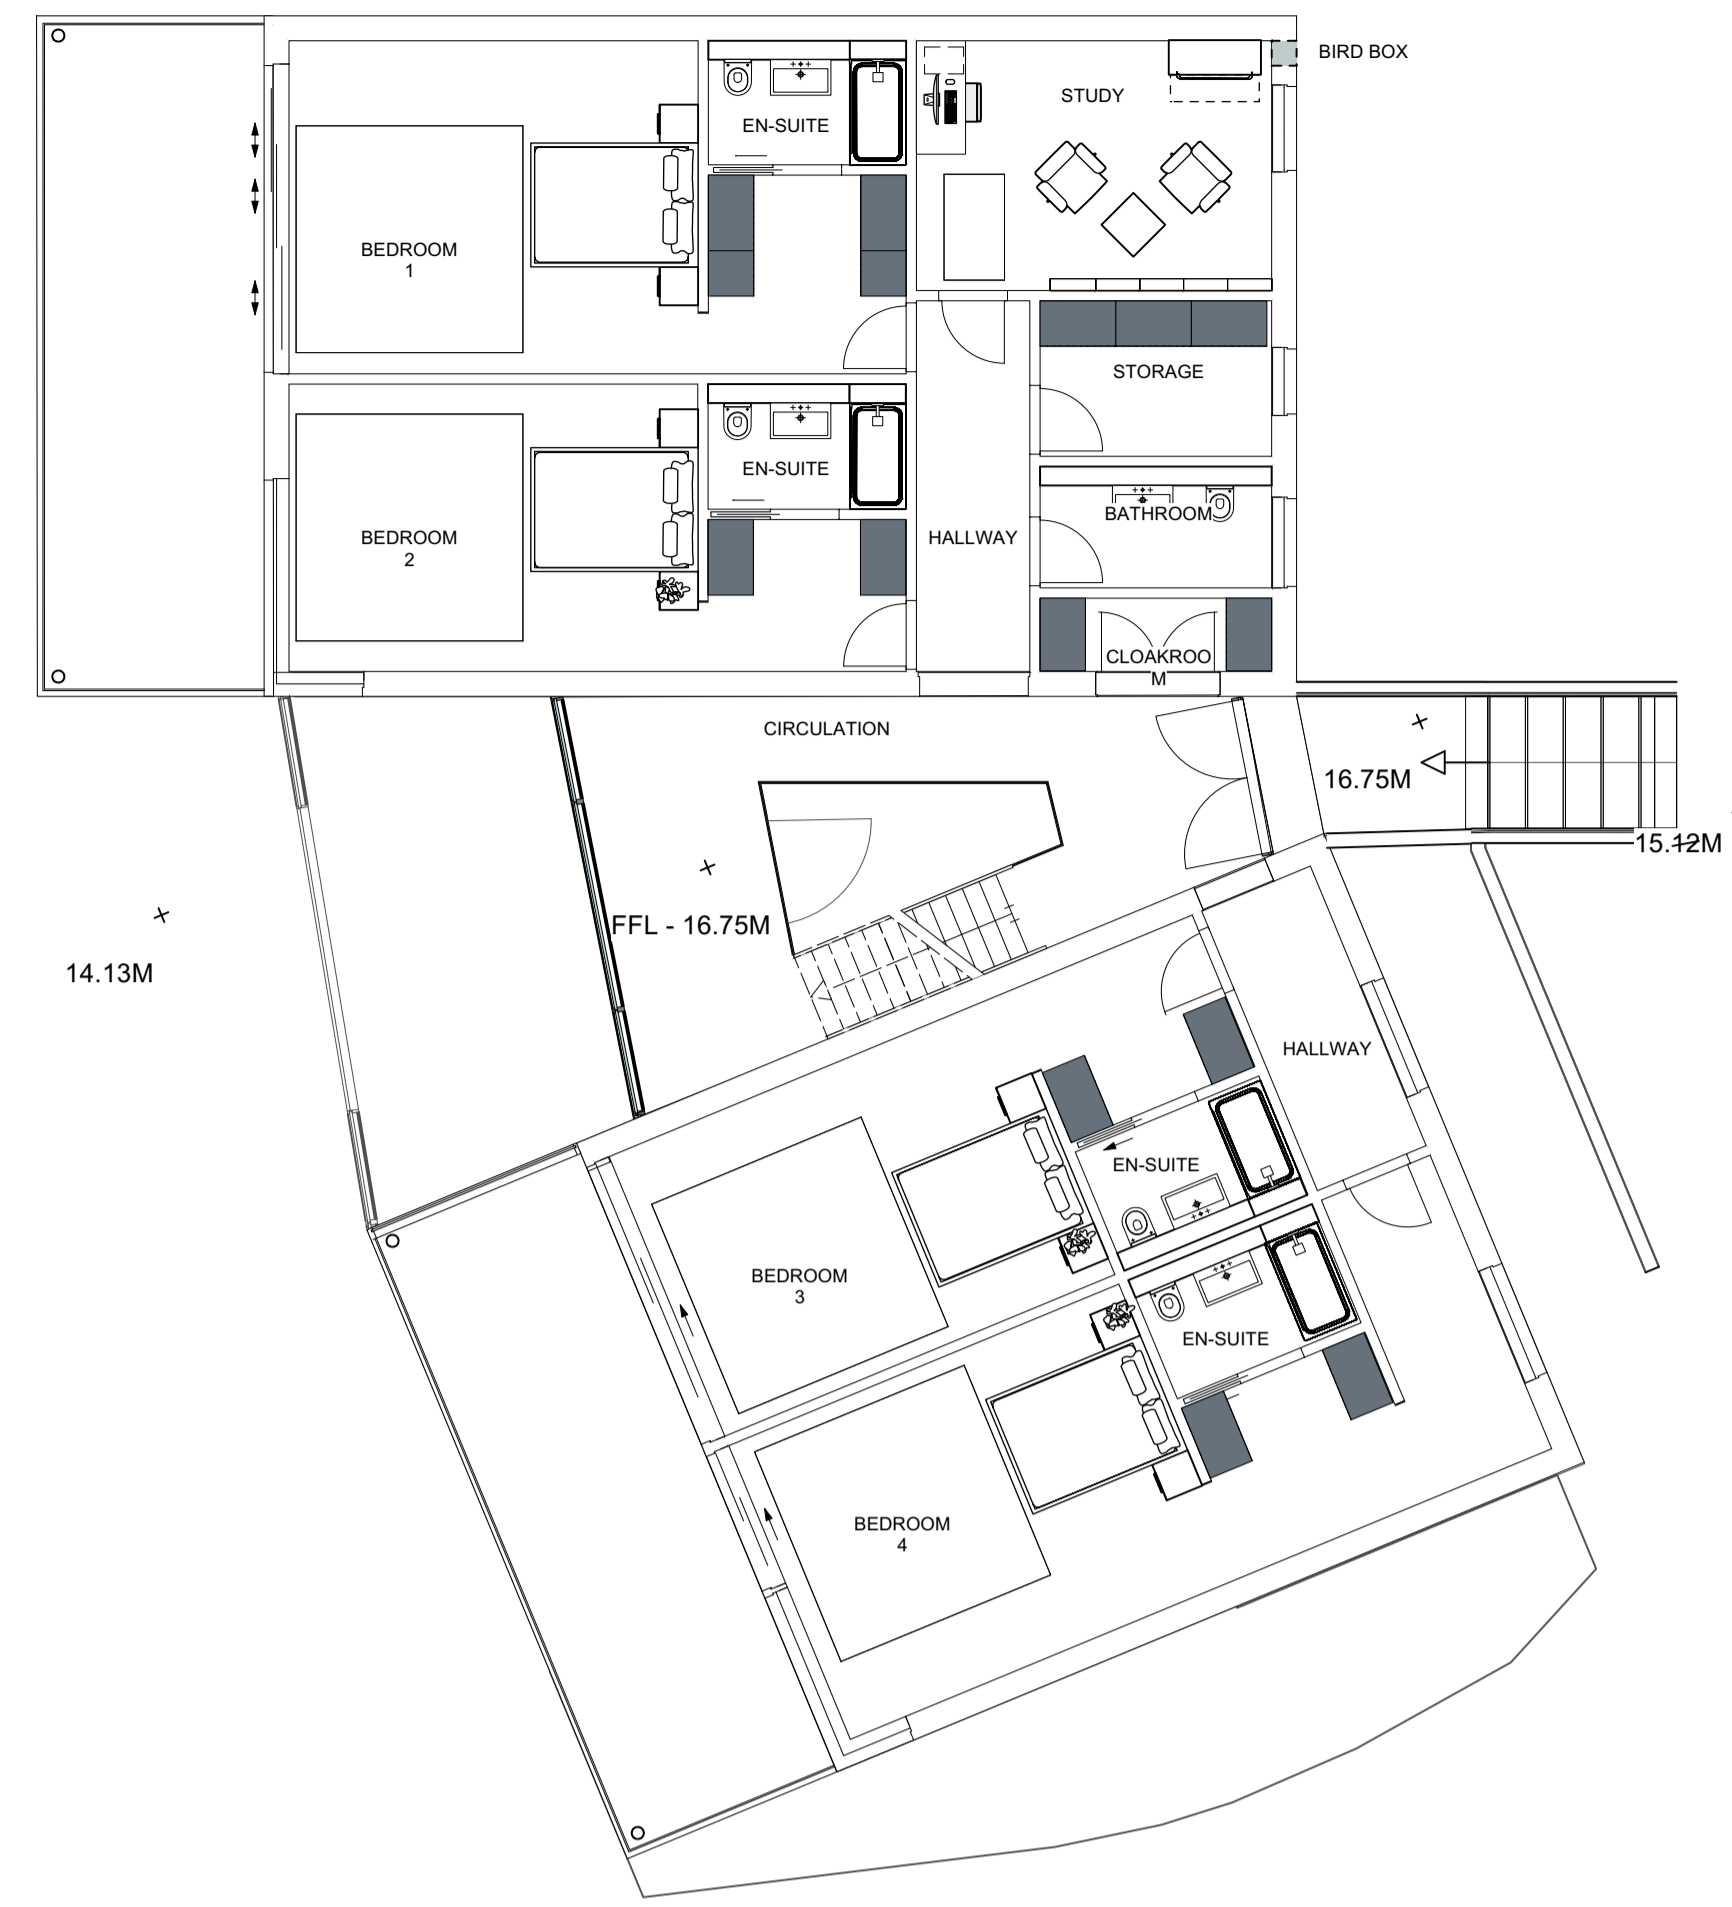 BIRD BOX
STUDY
EN-SUITE
BEDROOM
1
STORAGE
EN-SUITE
BATHROOM
BEDROOM
2
HALLWAY
CLOAKROO
M
CIRCULATION
16.75M
15.12M
FFL - 16.75M
14.13M
HALLWAY
EN-SUITE
BEDROOM
3
EN-SUITE
BEDROOM
4